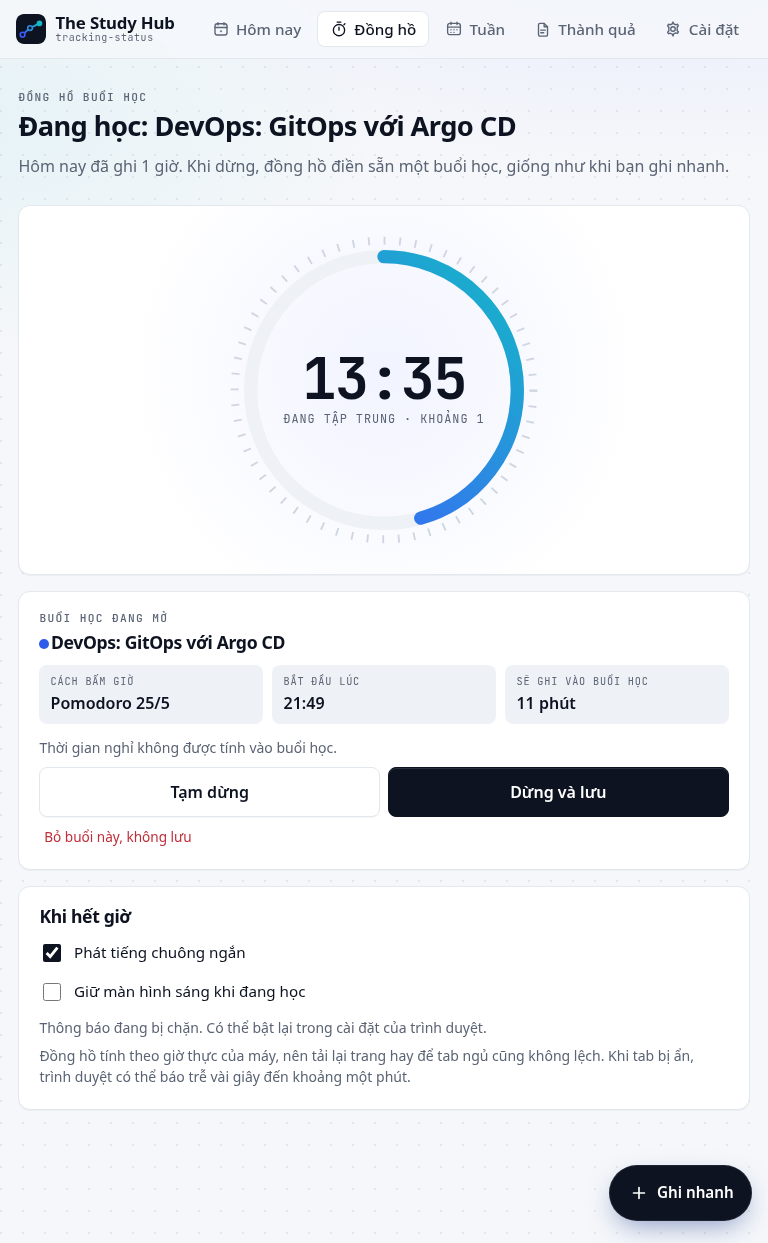 The Study Hub
tracking-status
Hôm nay
Đồng hồ
Tuần
Thành quả
Cài đặt
ĐỒNG HỒ BUỔI HỌC
Đang học: DevOps: GitOps với Argo CD
Hôm nay đã ghi 1 giờ. Khi dừng, đồng hồ điền sẵn một buổi học, giống như khi bạn ghi nhanh.
13:35
ĐANG TẬP TRUNG · KHOẢNG 1
BUỔI HỌC ĐANG MỞ
DevOps: GitOps với Argo CD
CÁCH BẤM GIỜ
Pomodoro 25/5
BẮT ĐẦU LÚC
21:49
SẼ GHI VÀO BUỔI HỌC
11 phút
Thời gian nghỉ không được tính vào buổi học.
Tạm dừng
Dừng và lưu
Bỏ buổi này, không lưu
Khi hết giờ
Phát tiếng chuông ngắn
Giữ màn hình sáng khi đang học
Thông báo đang bị chặn. Có thể bật lại trong cài đặt của trình duyệt.
Đồng hồ tính theo giờ thực của máy, nên tải lại trang hay để tab ngủ cũng không lệch. Khi tab bị ẩn,
trình duyệt có thể báo trễ vài giây đến khoảng một phút.
Ghi nhanh